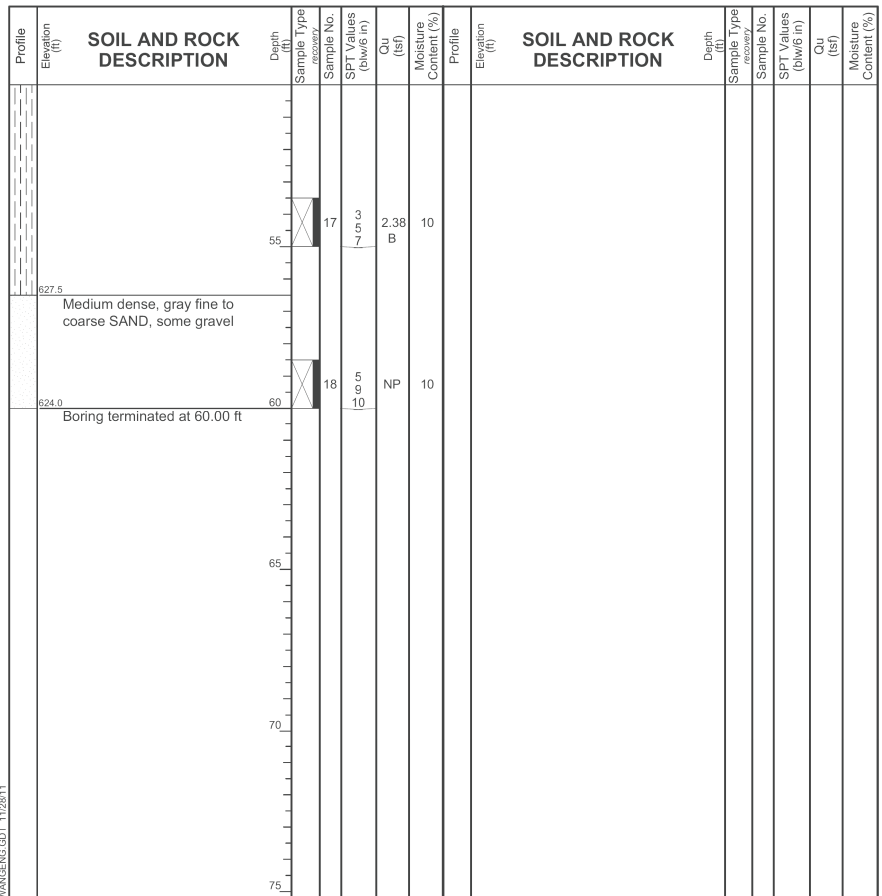 Profile
Elevation
(ft)
SOIL AND ROCK
DESCRIPTION
Depth
(ft)
Sample Type
recovery
Sample No.
SPT Values
(blw/6 in)
Qu
(tsf)
Moisture
Content (%)
Profile
Elevation
(ft)
SOIL AND ROCK
DESCRIPTION
Depth
(ft)
Sample Type
recovery
Sample No.
SPT Values
(blw/6 in)
Qu
(tsf)
Moisture
Content (%)
55
17
3
5
7
2.38
B
10
627.5
Medium dense, gray fine to
coarse SAND, some gravel
18
5
9
10
NP
10
624.0
60
Boring terminated at 60.00 ft
65
70
75
WANGENG.GDT 11/28/11